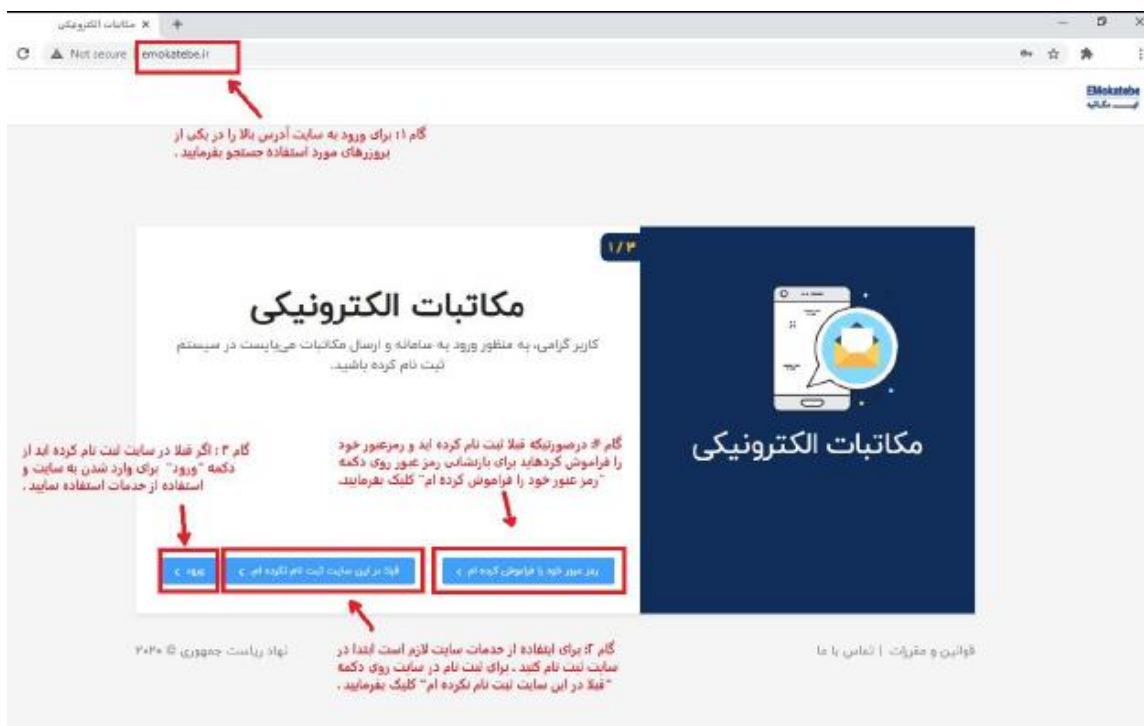 مکاتبات الکترونیکی
Not secure
emokatebe.ir
EMokatebe
گام ۱: برای ورود به سایت آدرس بالا را در یکی از
بروزرهای مورد استفاده جستجو بفرمایید .
۱/۳
مکاتبات الکترونیکی
کاربر گرامی، به منظور ورود به سامانه و ارسال مکاتبات می‌بایست در سیستم
ثبت نام کرده باشید.
مکاتبات الکترونیکی
گام ۴: درصورتیکه قبلا ثبت نام کرده اید و رمزعبور خود
را فراموش کرده‌اید برای بازنشانی رمز عبور روی دکمه
"رمز عبور خود را فراموش کرده ام" کلیک بفرمایید.
گام ۳ : اگر قبلا در سایت ثبت نام کرده اید از
دکمه "ورود" برای وارد شدن به سایت و
استفاده از خدمات استفاده نمایید .
رمز عبور خود را فراموش کرده ام
قبلا در این سایت ثبت نام نکرده ام
ورود
گام ۲: برای ایتفاده از خدمات سایت لازم است ابتدا در
سایت ثبت نام کنید . برای ثبت نام در سایت روی دکمه
"قبلا در این سایت ثبت نام نکرده ام" کلیک بفرمایید .
قوانین و مقررات | تماس با ما
نهاد ریاست جمهوری © ۲۰۲۰